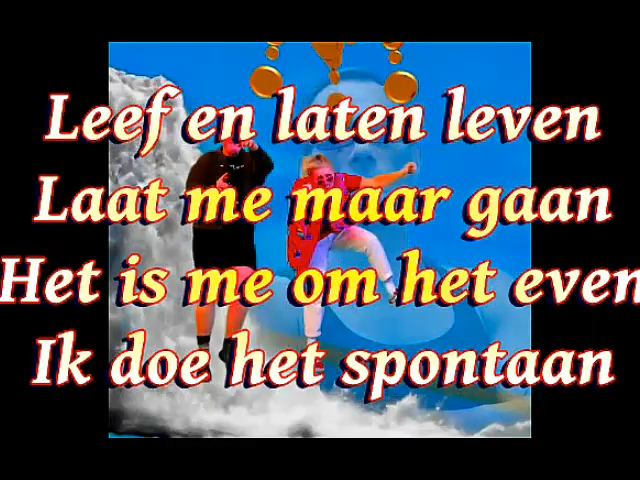 Leef en laten leven
Laat me maar gaan
Het is me om het even
Ik doe het spontaan